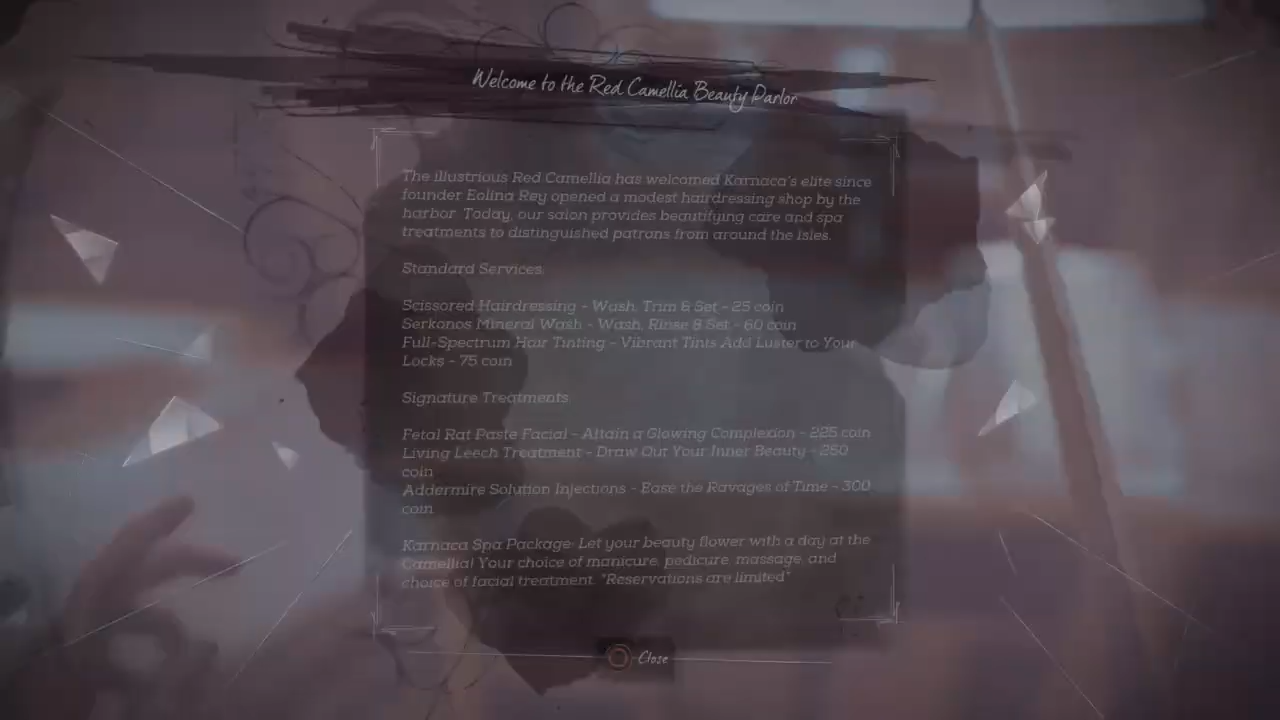 Welcome to the Red Camellia Beauty Parlor
The illustrious Red Camellia has welcomed Karnaca's elite since
founder Eolina Rey opened a modest hairdressing shop by the
harbor. Today, our salon provides beautifying care and spa
treatments to distinguished patrons from around the Isles.
Standard Services:
Scissored Hairdressing - Wash, Trim & Set - 25 coin
Serkonos Mineral Wash - Wash, Rinse & Set - 60 coin
Full-Spectrum Hair Tinting - Vibrant Tints Add Luster to Your
Locks - 75 coin
Signature Treatments:
Fetal Rat Paste Facial - Attain a Glowing Complexion - 225 coin
Living Leech Treatment - Draw Out Your Inner Beauty - 250
coin
Addermire Solution Injections - Ease the Ravages of Time - 300
coin
Karnaca Spa Package: Let your beauty flower with a day at the
Camellia! Your choice of manicure, pedicure, massage, and
choice of facial treatment. *Reservations are limited*
Close